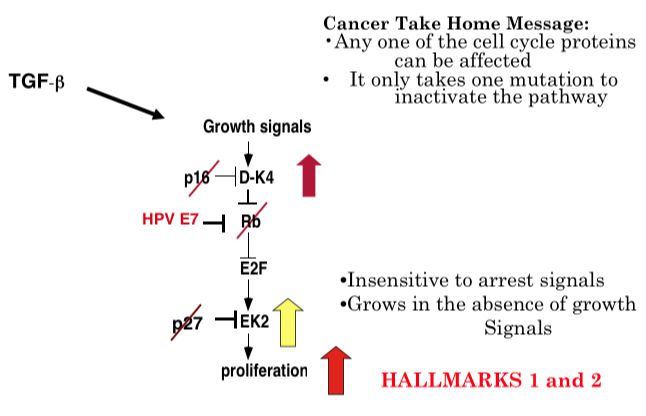 Cancer Take Home Message:
•Any one of the cell cycle proteins
can be affected
• It only takes one mutation to
inactivate the pathway
TGF-β
Growth signals
p16
D-K4
HPV E7
Rb
E2F
•Insensitive to arrest signals
•Grows in the absence of growth
Signals
p27
EK2
proliferation
HALLMARKS 1 and 2